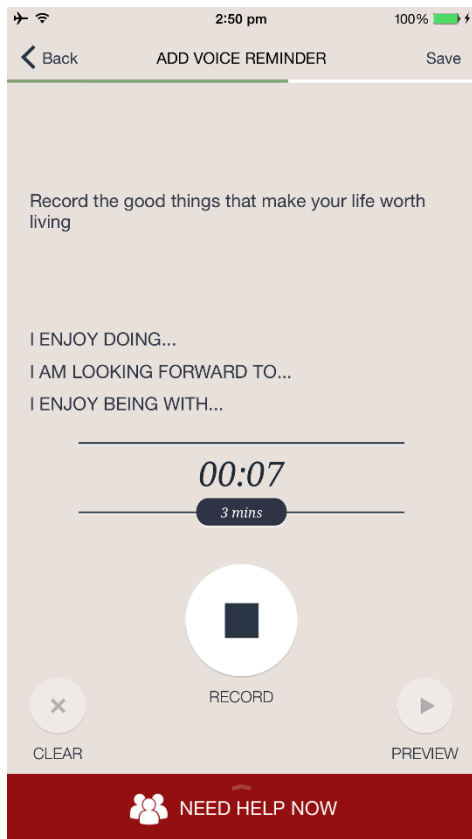 2:50 pm
100%
Back
ADD VOICE REMINDER
Save
Record the good things that make your life worth
living
I ENJOY DOING...
I AM LOOKING FORWARD TO...
I ENJOY BEING WITH...
00:07
3 mins
RECORD
CLEAR
PREVIEW
NEED HELP NOW